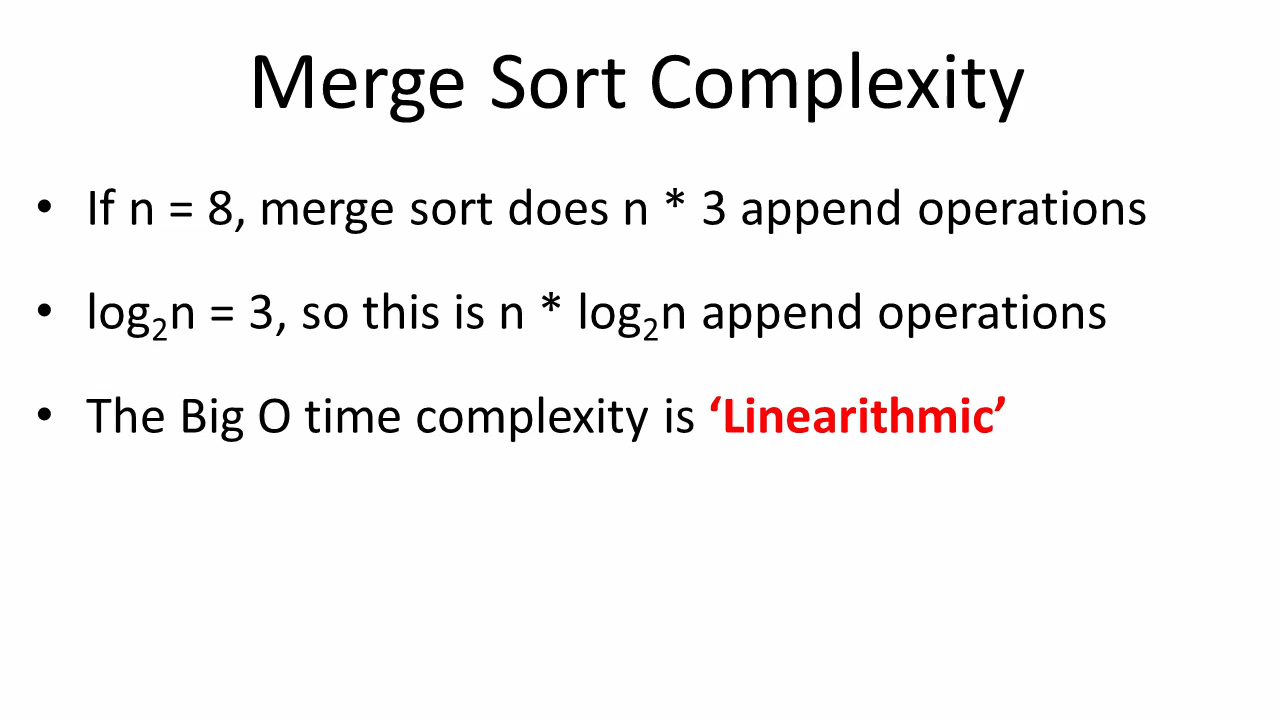 Merge Sort Complexity
• If n = 8, merge sort does n * 3 append operations
• log₂n = 3, so this is n * log₂n append operations
• The Big O time complexity is ‘Linearithmic’